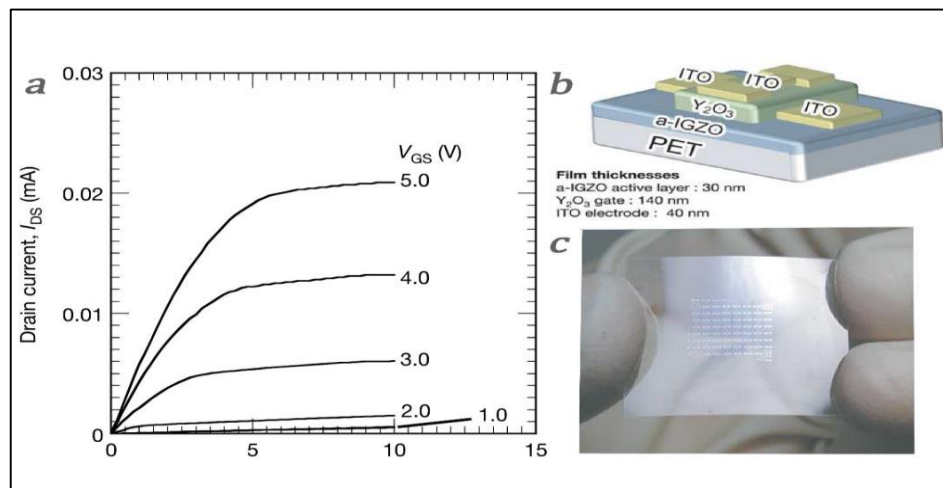 a
0.03
0.02
0.01
0
Drain current, I_DS (mA)
V_GS (V)
5.0
4.0
3.0
2.0
1.0
0
5
10
15
b
ITO
ITO
ITO
Y₂O₃
a-IGZO
PET
Film thicknesses
a-IGZO active layer : 30 nm
Y₂O₃ gate : 140 nm
ITO electrode : 40 nm
c